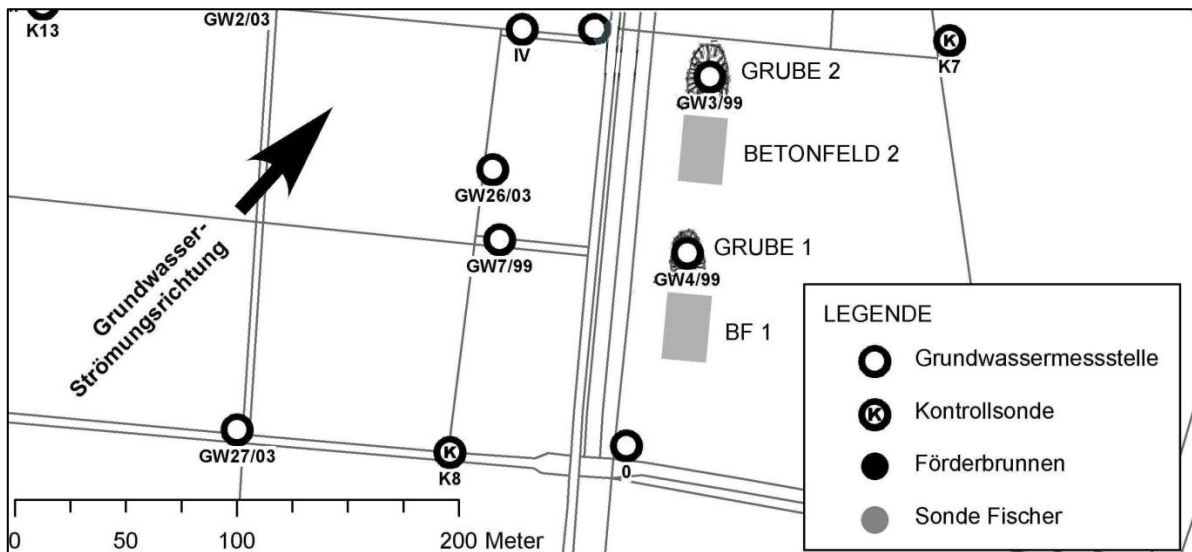 K13
GW2/03
IV
K
K7
GRUBE 2
GW3/99
BETONFELD 2
GW26/03
GW7/99
GRUBE 1
GW4/99
BF 1
Grundwasser-
Strömungsrichtung
GW27/03
K
K8
0
0 50 100 200 Meter
LEGENDE
Grundwassermessstelle
K Kontrollsonde
Förderbrunnen
Sonde Fischer